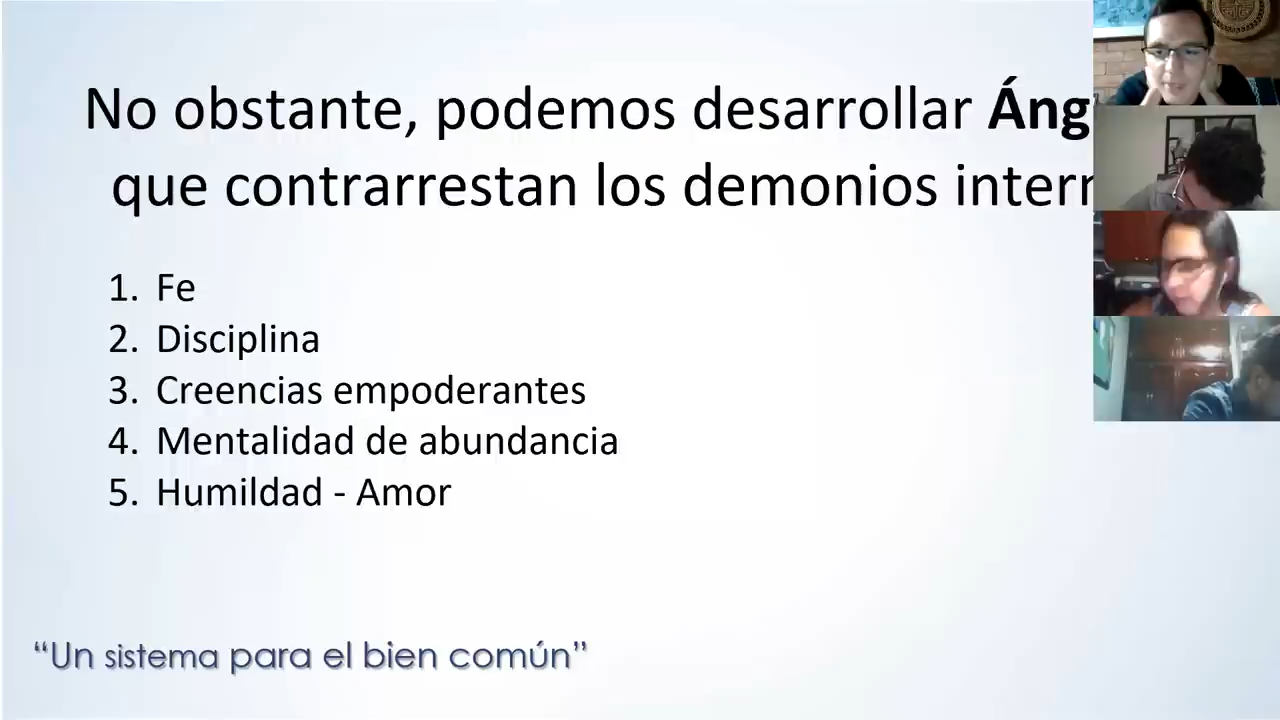 No obstante, podemos desarrollar Áng
que contrarrestan los demonios intern
1. Fe
2. Disciplina
3. Creencias empoderantes
4. Mentalidad de abundancia
5. Humildad - Amor
“Un sistema para el bien común”